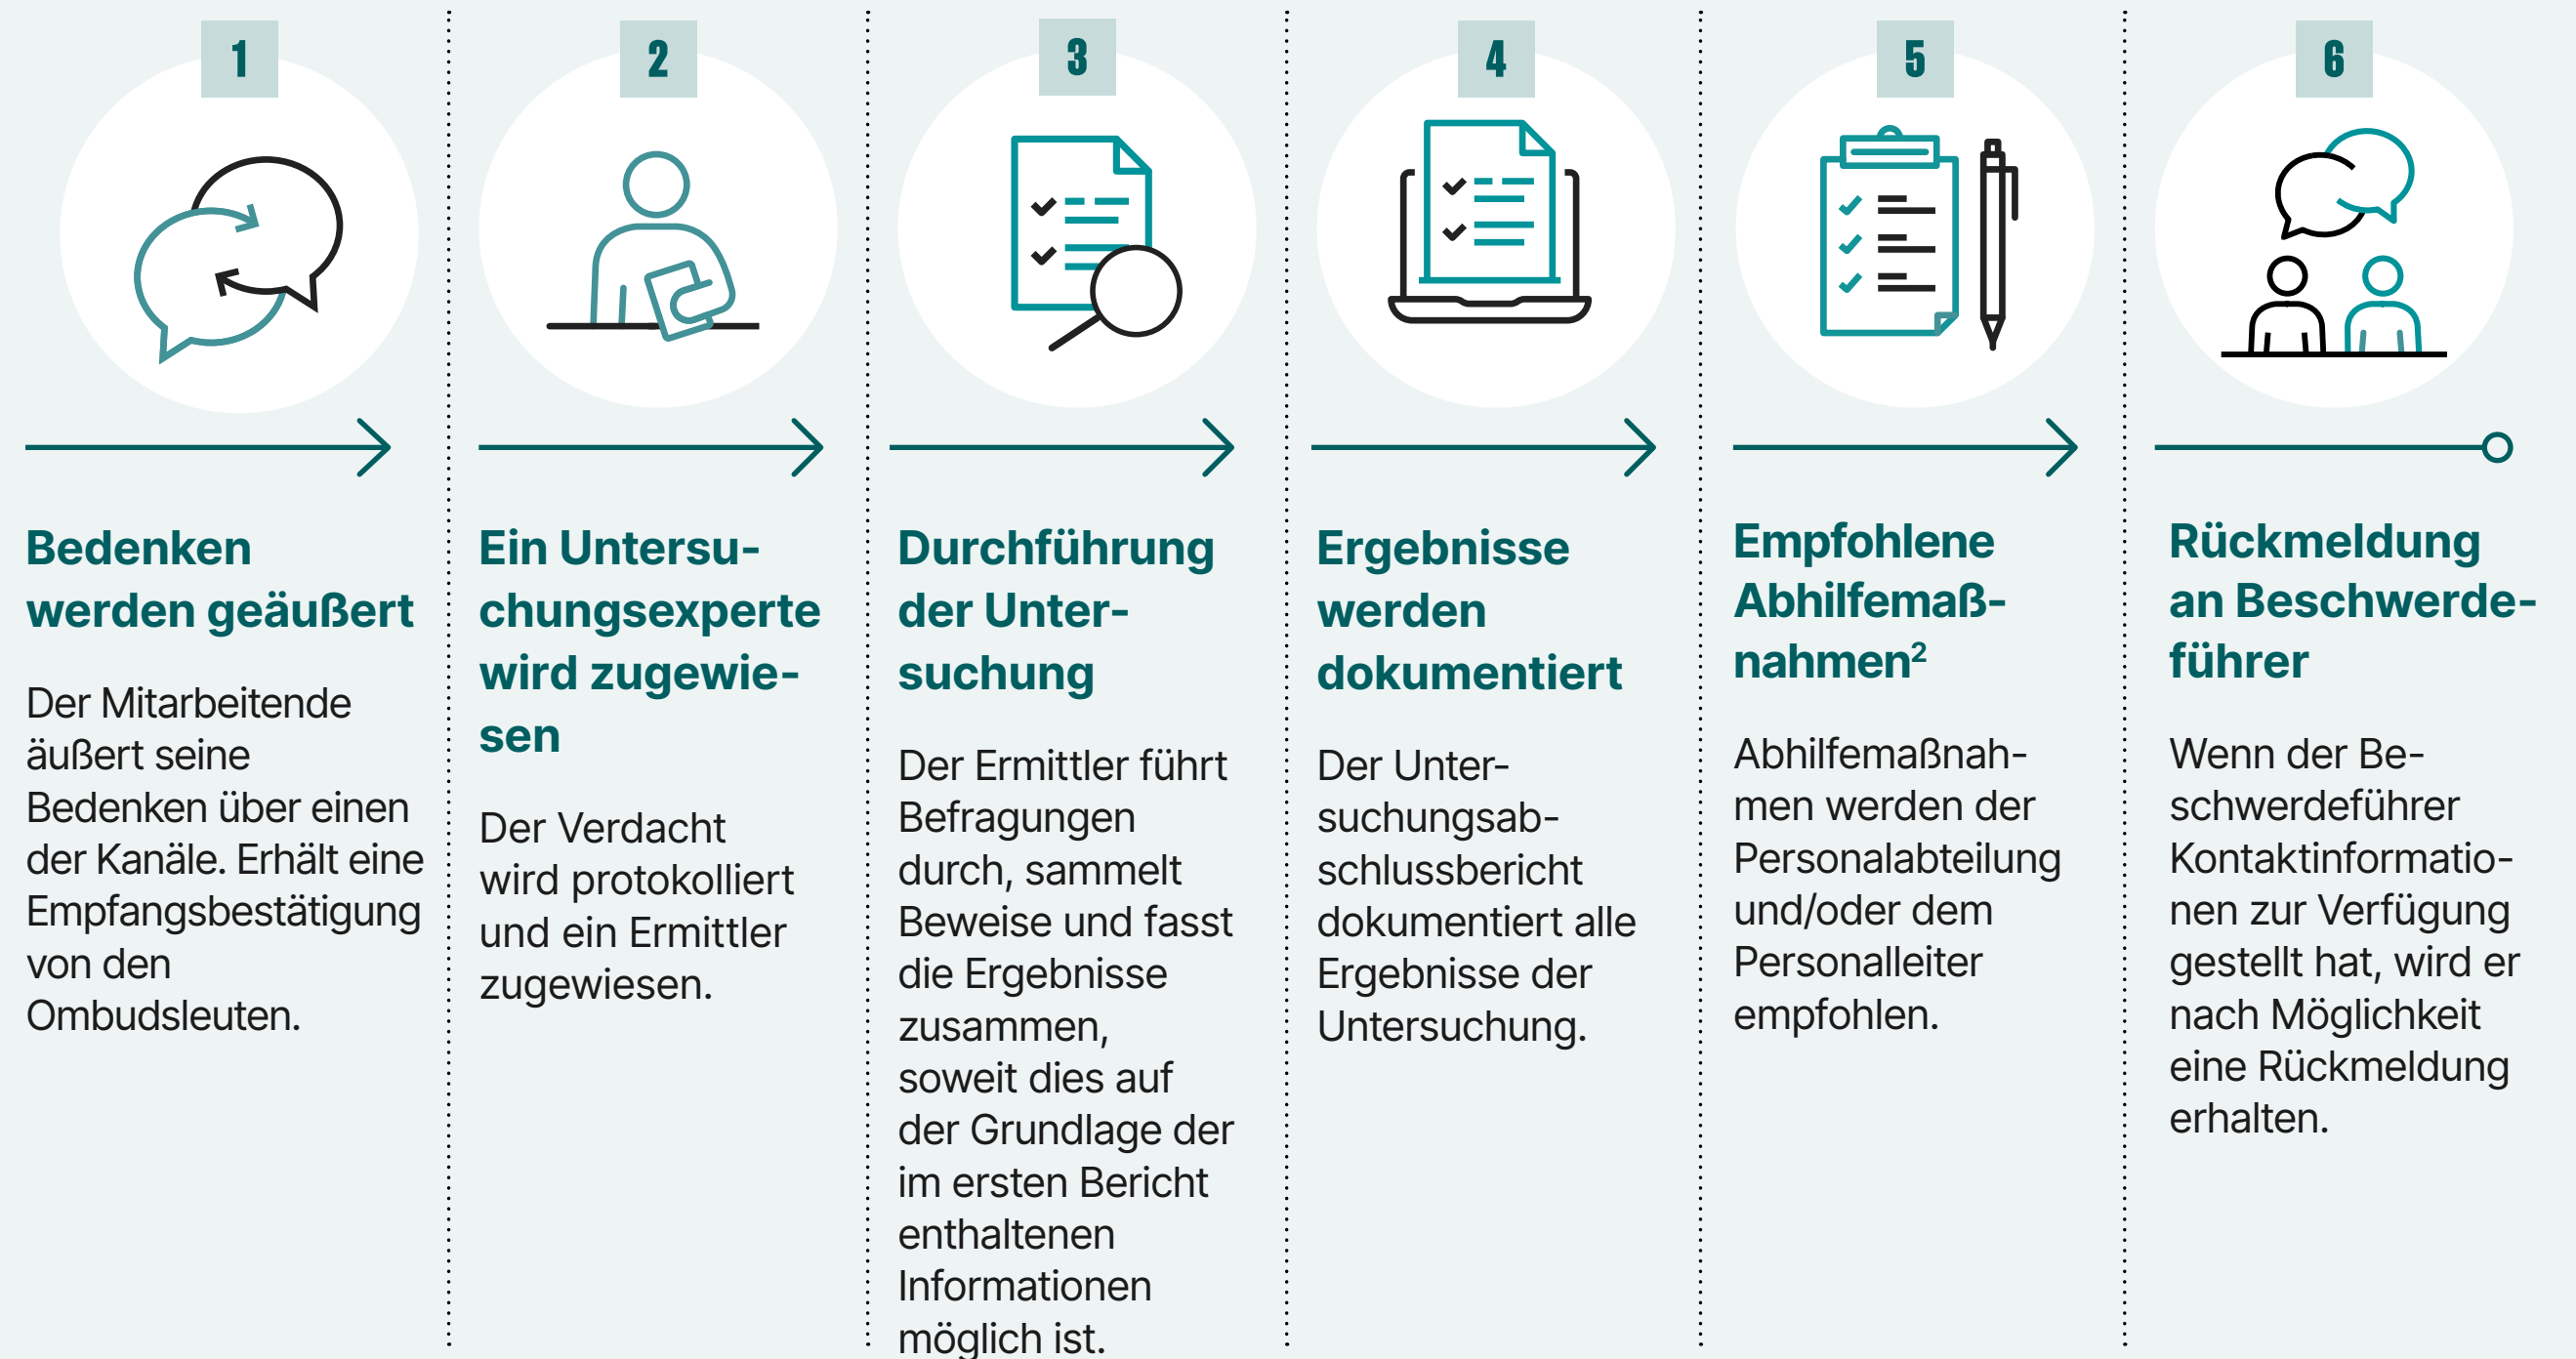 1
Bedenken
werden geäußert
Der Mitarbeitende
äußert seine
Bedenken über einen
der Kanäle. Erhält eine
Empfangsbestätigung
von den
Ombudsleuten.
2
Ein Untersu-
chungsexperte
wird zugewie-
sen
Der Verdacht
wird protokolliert
und ein Ermittler
zugewiesen.
3
Durchführung
der Unter-
suchung
Der Ermittler führt
Befragungen
durch, sammelt
Beweise und fasst
die Ergebnisse
zusammen,
soweit dies auf
der Grundlage der
im ersten Bericht
enthaltenen
Informationen
möglich ist.
4
Ergebnisse
werden
dokumentiert
Der Unter-
suchungsab-
schlussbericht
dokumentiert alle
Ergebnisse der
Untersuchung.
5
Empfohlene
Abhilfemaß-
nahmen²
Abhilfemaßnah-
men werden der
Personalabteilung
und/oder dem
Personalleiter
empfohlen.
6
Rückmeldung
an Beschwerde-
führer
Wenn der Be-
schwerdeführer
Kontaktinformatio-
nen zur Verfügung
gestellt hat, wird er
nach Möglichkeit
eine Rückmeldung
erhalten.